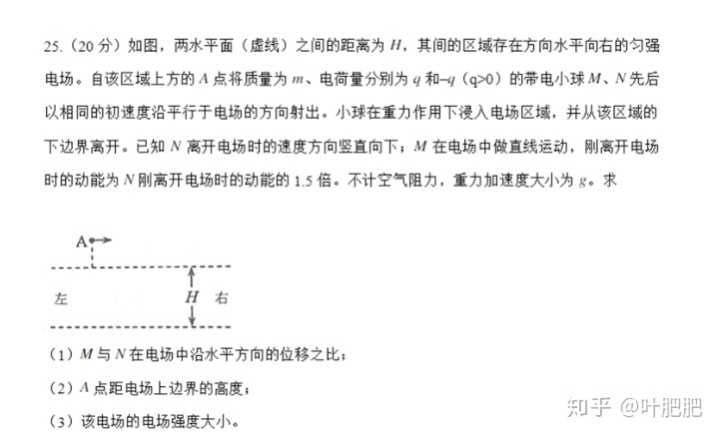 25.（20 分）如图，两水平面（虚线）之间的距离为 H，其间的区域存在方向水平向右的匀强
电场。自该区域上方的 A 点将质量为 m、电荷量分别为 q 和–q（q>0）的带电小球 M、N 先后
以相同的初速度沿平行于电场的方向射出。小球在重力作用下浸入电场区域，并从该区域的
下边界离开。已知 N 离开电场时的速度方向竖直向下；M 在电场中做直线运动，刚离开电场
时的动能为 N 刚离开电场时的动能的 1.5 倍。不计空气阻力，重力加速度大小为 g。求
A
左 H 右
（1）M 与 N 在电场中沿水平方向的位移之比；
（2）A 点距电场上边界的高度；
（3）该电场的电场强度大小。
知乎 @叶肥肥